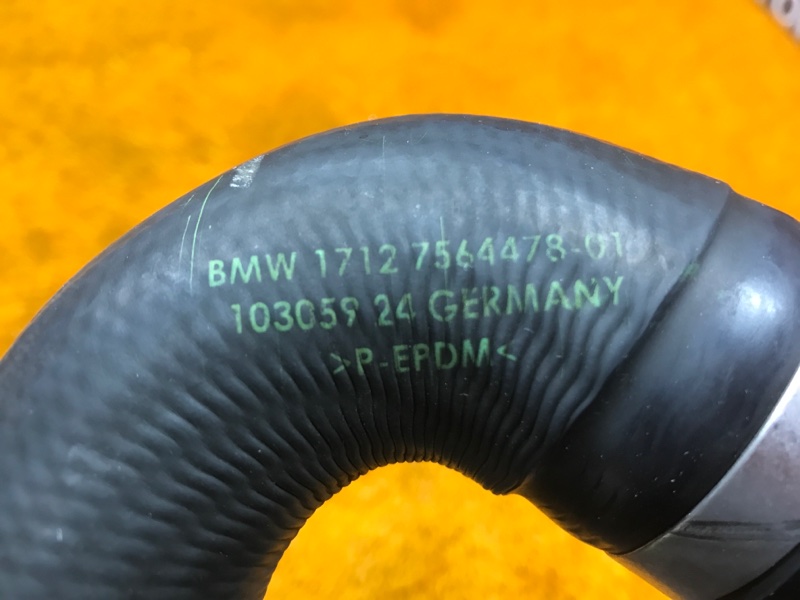 BMW 1712 7564478-01
103059 24 GERMANY
>P-EPDM<